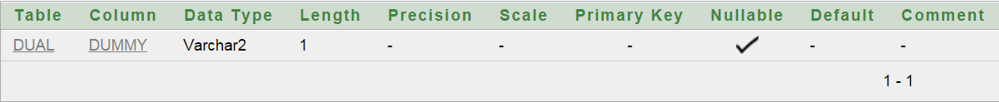 Table Column Data Type Length Precision Scale Primary Key Nullable Default Comment
DUAL DUMMY Varchar2 1 - - - - -
1 - 1